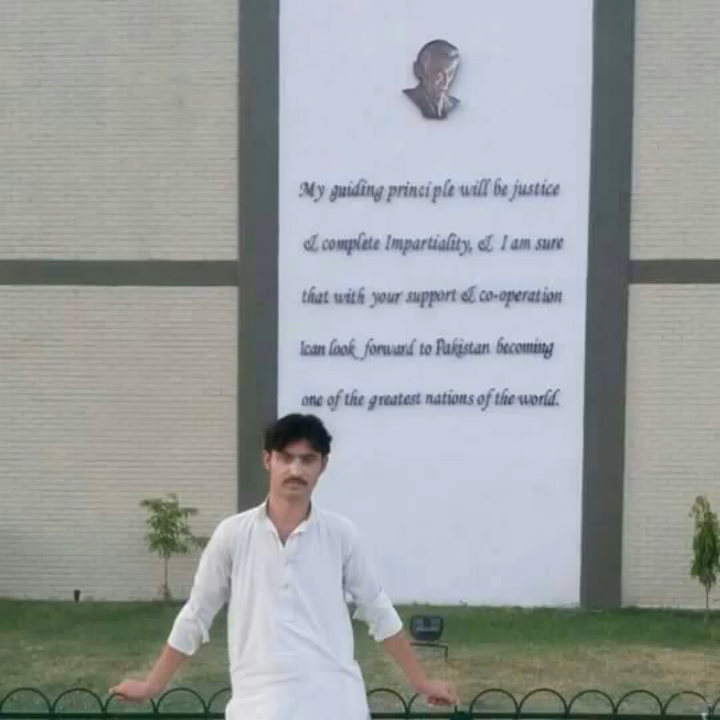 My guiding principle will be justice
& complete Impartiality, & I am sure
that with your support & co-operation
Ican look forward to Pakistan becoming
one of the greatest nations of the world.